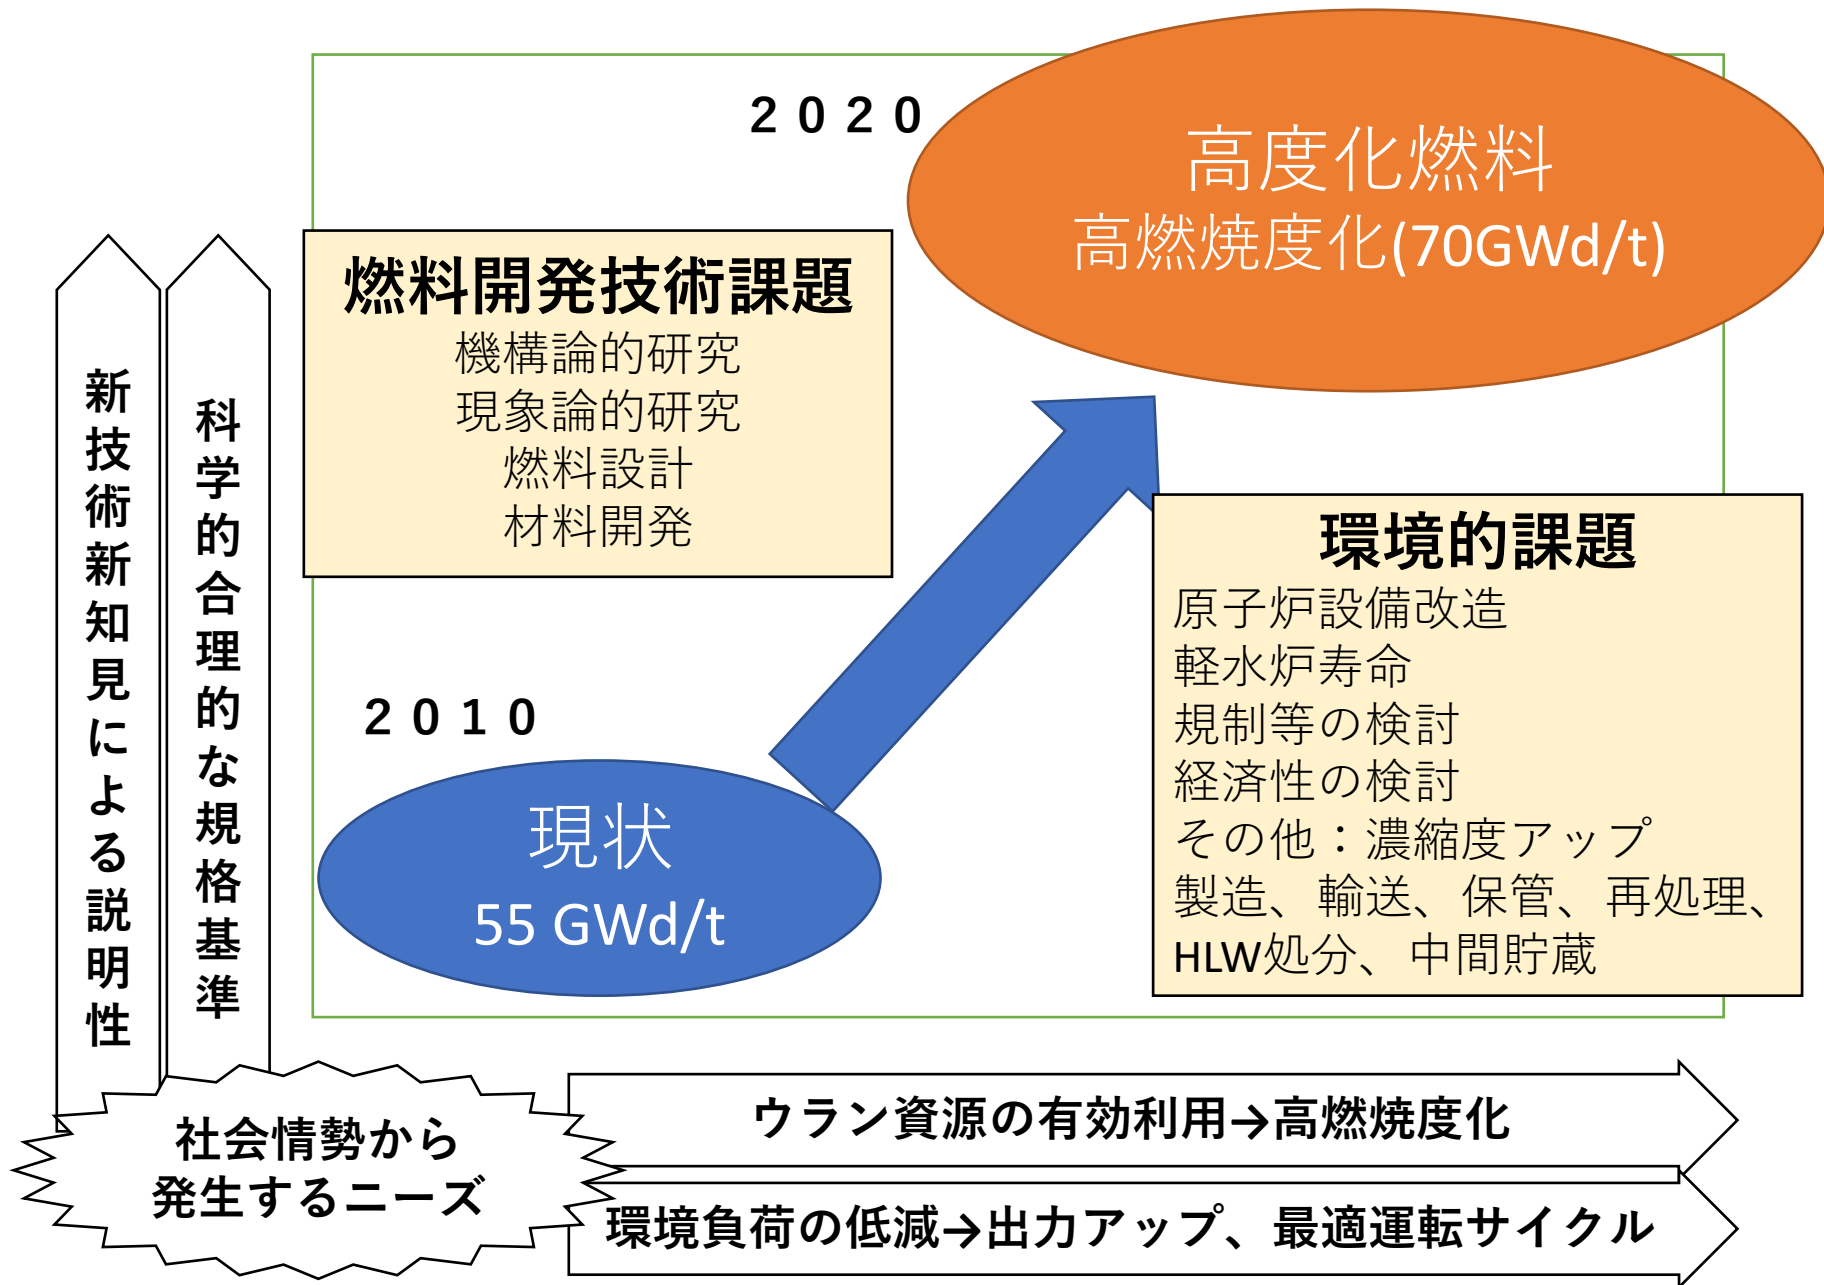 ２０２０
高度化燃料
高燃焼度化(70GWd/t)
燃料開発技術課題
機構論的研究
現象論的研究
燃料設計
材料開発
新技術新知見による説明性
科学的合理的な規格基準
環境的課題
原子炉設備改造
軽水炉寿命
規制等の検討
経済性の検討
その他：濃縮度アップ
製造、輸送、保管、再処理、
HLW処分、中間貯蔵
２０１０
現状
55 GWd/t
社会情勢から
発生するニーズ
ウラン資源の有効利用→高燃焼度化
環境負荷の低減→出力アップ、最適運転サイクル